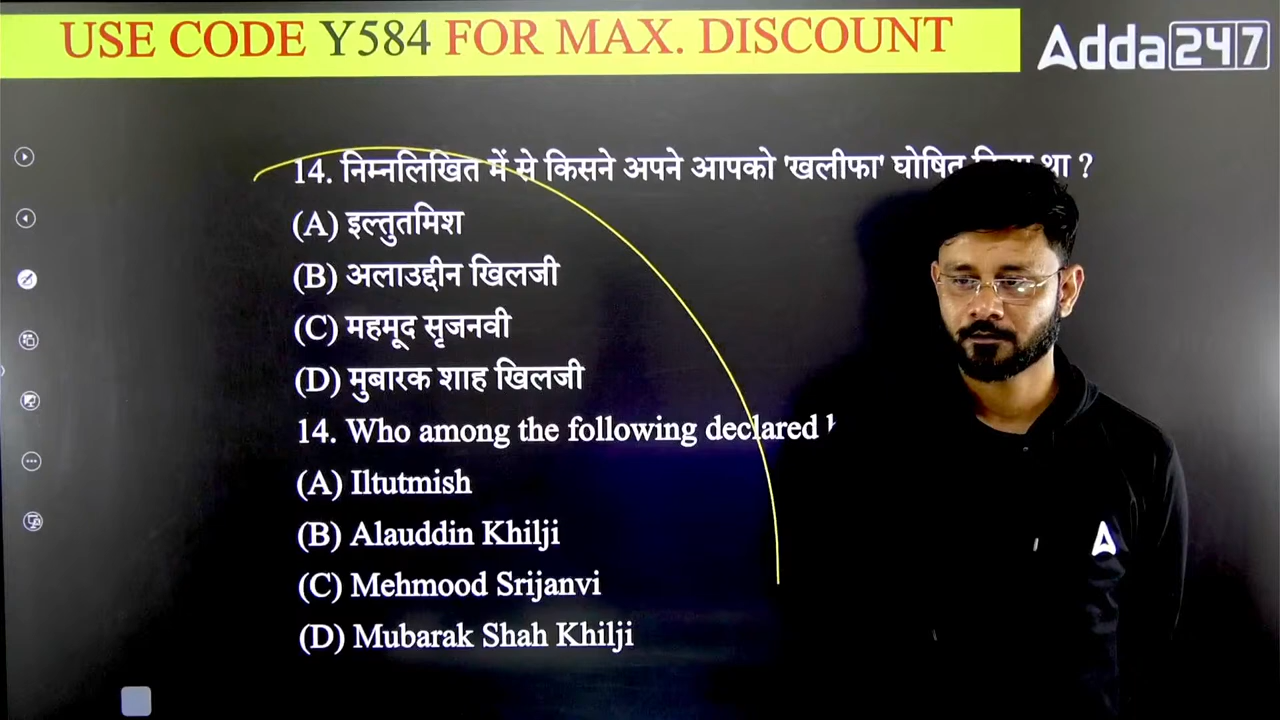 USE CODE Y584 FOR MAX. DISCOUNT
Adda247
14. निम्नलिखित में से किसने अपने आपको 'खलीफा' घोषित किया था ?
(A) इल्तुतमिश
(B) अलाउद्दीन खिलजी
(C) महमूद सृजनवी
(D) मुबारक शाह खिलजी
14. Who among the following declared
(A) Iltutmish
(B) Alauddin Khilji
(C) Mehmood Srijanvi
(D) Mubarak Shah Khilji